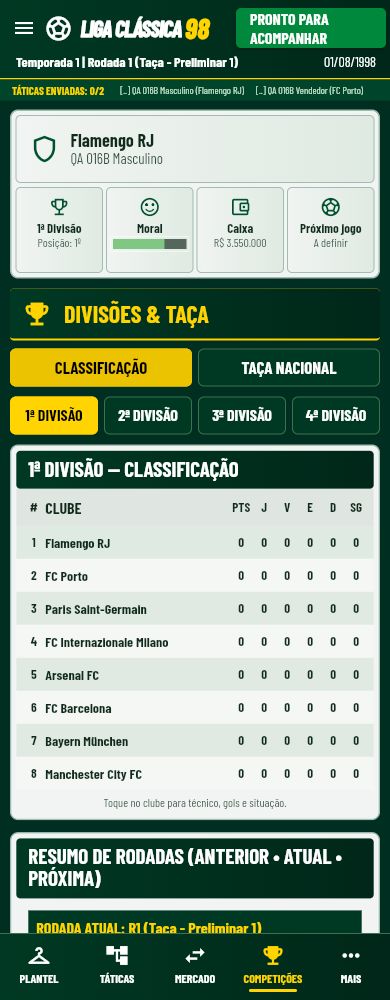 LIGA CLÁSSICA 98
PRONTO PARA
ACOMPANHAR
Temporada 1 | Rodada 1 (Taça - Preliminar 1)
01/08/1998
TÁTICAS ENVIADAS: 0/2 [...] QA 016B Masculino (Flamengo RJ) [...] QA 016B Vendedor (FC Porto)
Flamengo RJ
QA 016B Masculino
1ª Divisão
Posição: 1º
Moral
Caixa
R$ 3.550.000
Próximo jogo
A definir
DIVISÕES & TAÇA
CLASSIFICAÇÃO
TAÇA NACIONAL
1ª DIVISÃO
2ª DIVISÃO
3ª DIVISÃO
4ª DIVISÃO
1ª DIVISÃO — CLASSIFICAÇÃO
# CLUBE PTS J V E D SG
1 Flamengo RJ 0 0 0 0 0 0
2 FC Porto 0 0 0 0 0 0
3 Paris Saint-Germain 0 0 0 0 0 0
4 FC Internazionale Milano 0 0 0 0 0 0
5 Arsenal FC 0 0 0 0 0 0
6 FC Barcelona 0 0 0 0 0 0
7 Bayern München 0 0 0 0 0 0
8 Manchester City FC 0 0 0 0 0 0
Toque no clube para técnico, gols e situação.
RESUMO DE RODADAS (ANTERIOR • ATUAL •
PRÓXIMA)
RODADA ATUAL: R1 (Taça - Preliminar 1)
PLANTEL
TÁTICAS
MERCADO
COMPETIÇÕES
MAIS